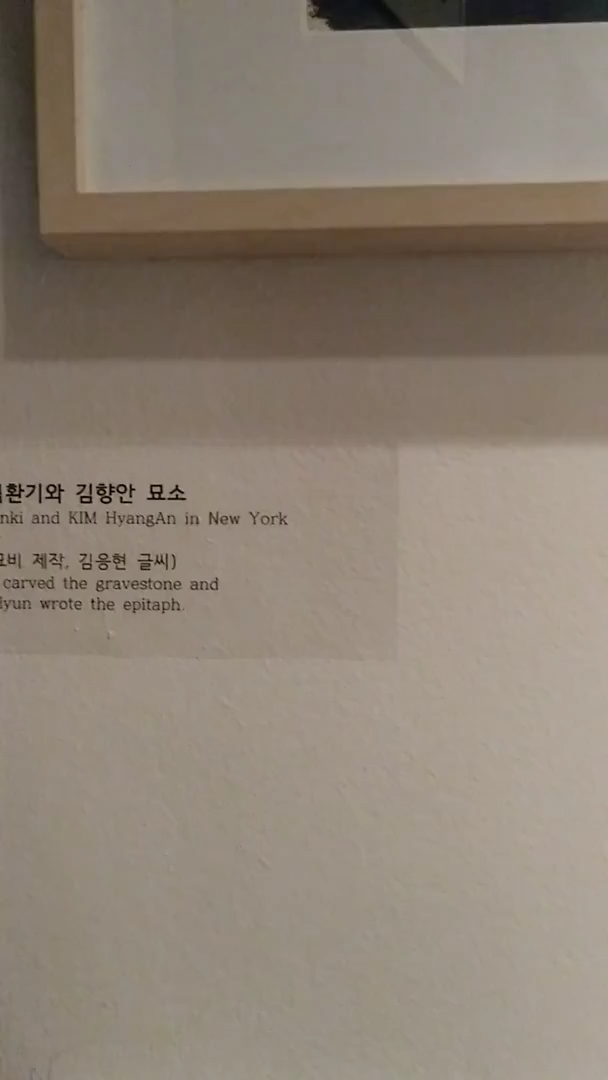 환기와 김향안 묘소
nki and KIM HyangAn in New York
비 제작, 김응현 글씨)
carved the gravestone and
yun wrote the epitaph.